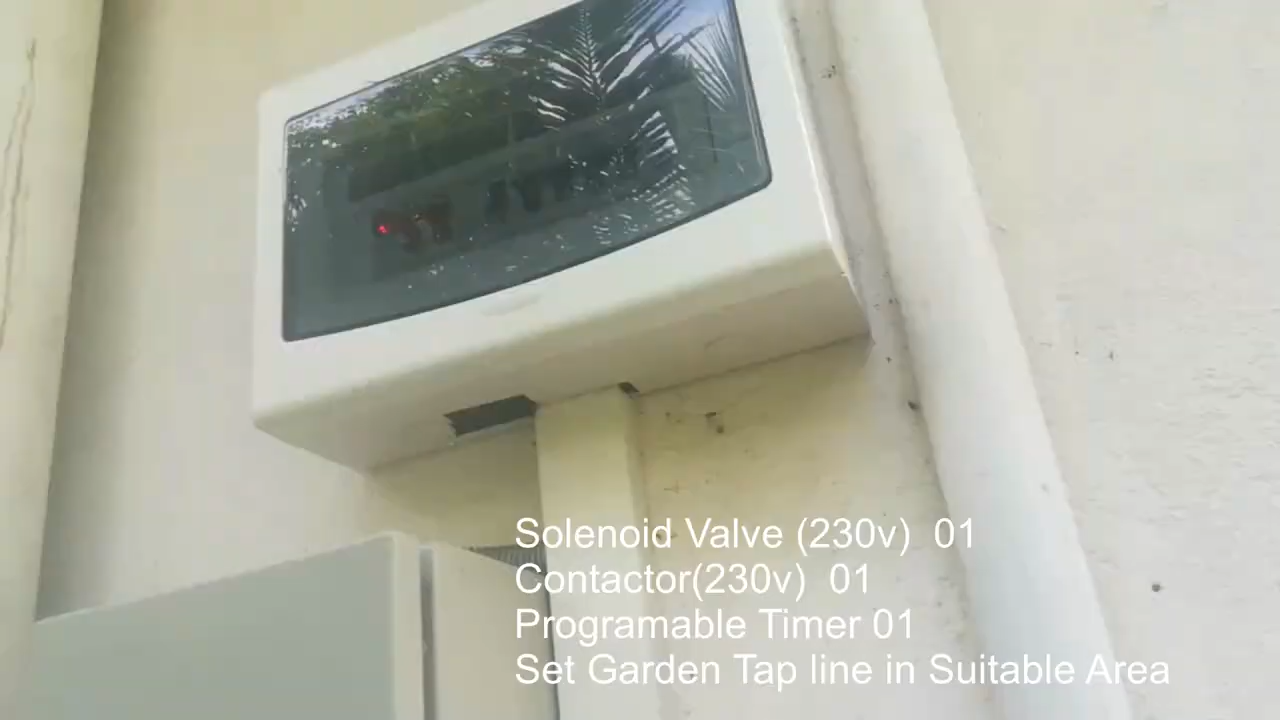 Solenoid Valve (230v)  01
Contactor(230v)  01
Programable Timer 01
Set Garden Tap line in Suitable Area